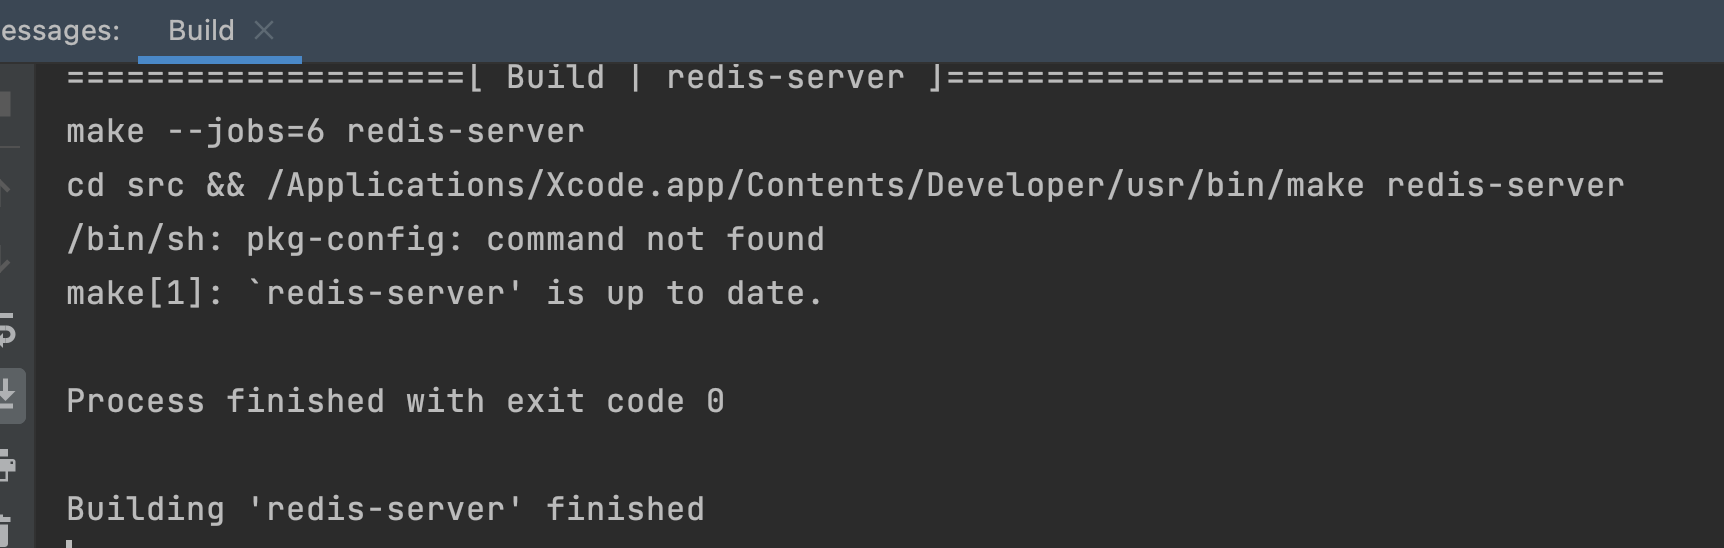 essages:
Build
====================[ Build | redis-server ]====================================
make --jobs=6 redis-server
cd src && /Applications/Xcode.app/Contents/Developer/usr/bin/make redis-server
/bin/sh: pkg-config: command not found
make[1]: `redis-server' is up to date.
Process finished with exit code 0
Building 'redis-server' finished